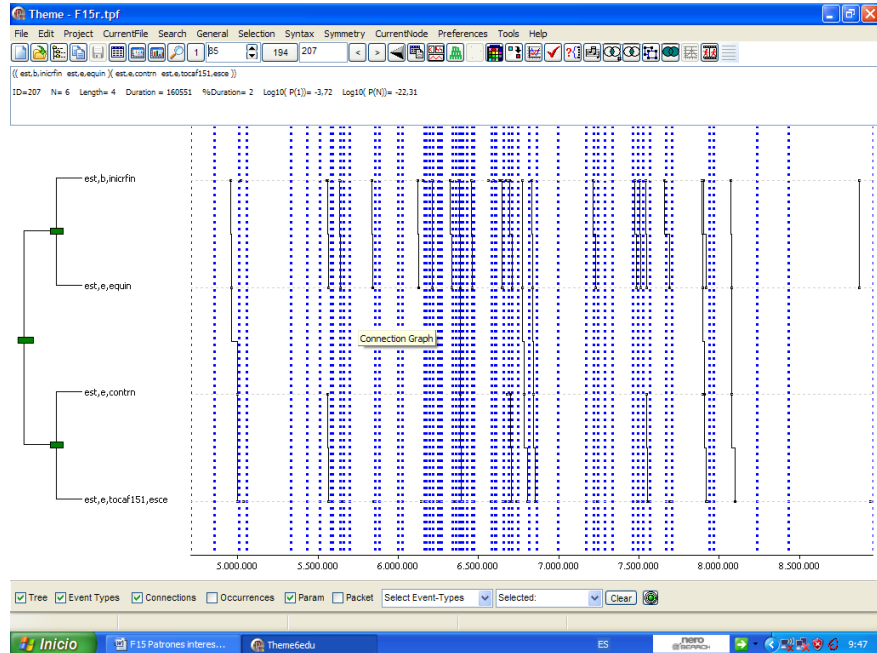 Theme - F15r.tpf
File Edit Project CurrentFile Search General Selection Syntax Symmetry CurrentNode Preferences Tools Help
1 85 194 207 < >
(( est,b,inicrfin est,e,equin )( est,e,contrn est,e,tocaf151,esce ))
ID=207 N= 6 Length= 4 Duration = 160551 %Duration= 2 Log10( P(1))= -3,72 Log10( P(N))= -22,31
est,b,inicrfin
est,e,equin
Connection Graph
est,e,contrn
est,e,tocaf151,esce
5.000.000 5.500.000 6.000.000 6.500.000 7.000.000 7.500.000 8.000.000 8.500.000
Tree Event Types Connections Occurrences Param Packet Select Event-Types Selected: Clear
Inicio F15 Patrones interes... Theme6edu ES nero SEARCH 9:47